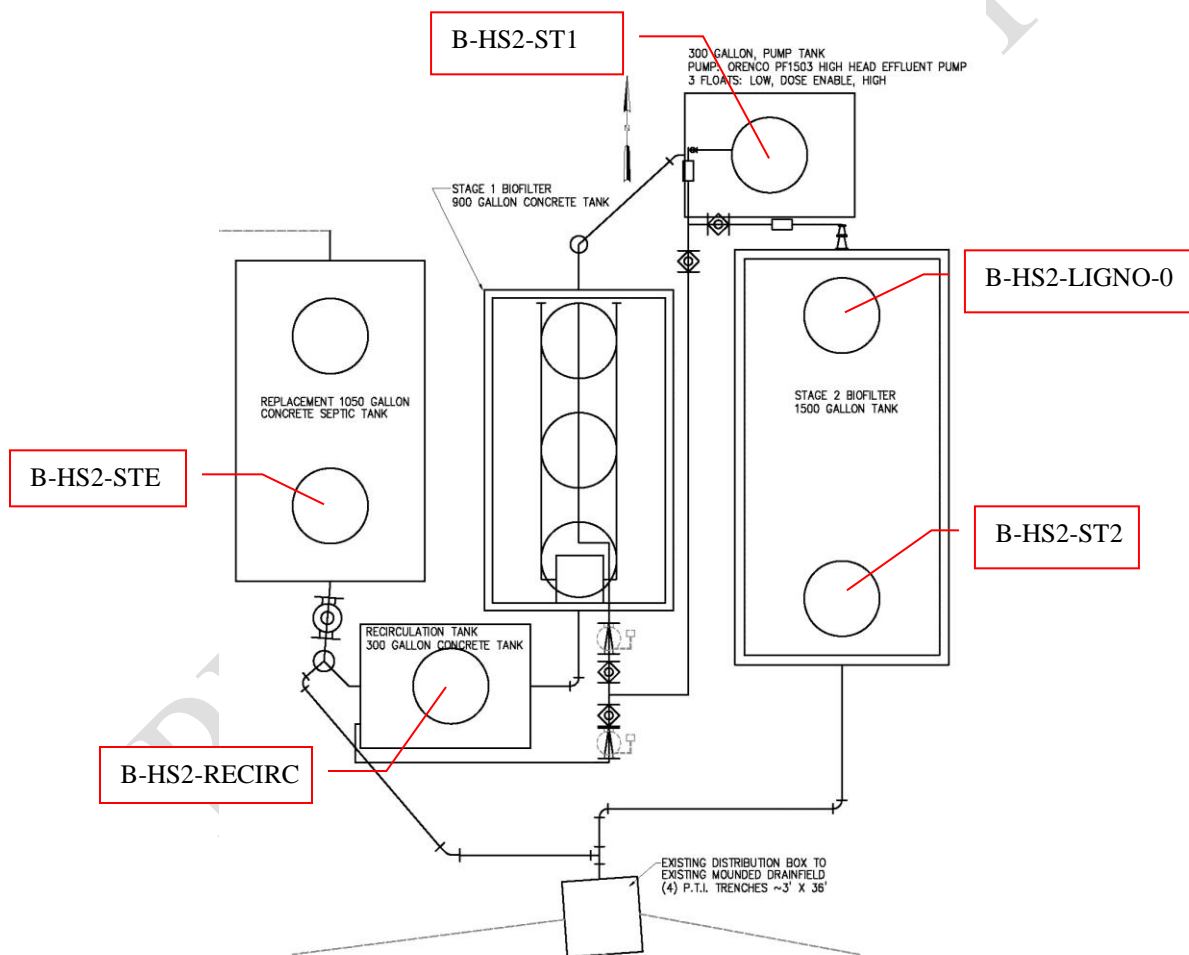 B-HS2-ST1
300 GALLON, PUMP TANK
PUMP: ORENCO PF1503 HIGH HEAD EFFLUENT PUMP
3 FLOATS: LOW, DOSE ENABLE, HIGH
STAGE 1 BIOFILTER
900 GALLON CONCRETE TANK
B-HS2-LIGNO-0
REPLACEMENT 1050 GALLON
CONCRETE SEPTIC TANK
STAGE 2 BIOFILTER
1500 GALLON TANK
B-HS2-STE
B-HS2-ST2
RECIRCULATION TANK
300 GALLON CONCRETE TANK
B-HS2-RECIRC
EXISTING DISTRIBUTION BOX TO
EXISTING MOUNDED DRAINFIELD
(4) P.T.I. TRENCHES ~3' X 36'